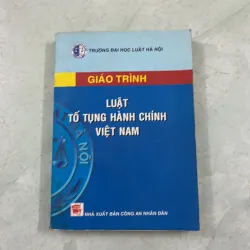 TRƯỜNG ĐẠI HỌC LUẬT HÀ NỘI
GIÁO TRÌNH
LUẬT
TỐ TỤNG HÀNH CHÍNH
VIỆT NAM
NỘI
NHÀ XUẤT BẢN CÔNG AN NHÂN DÂN